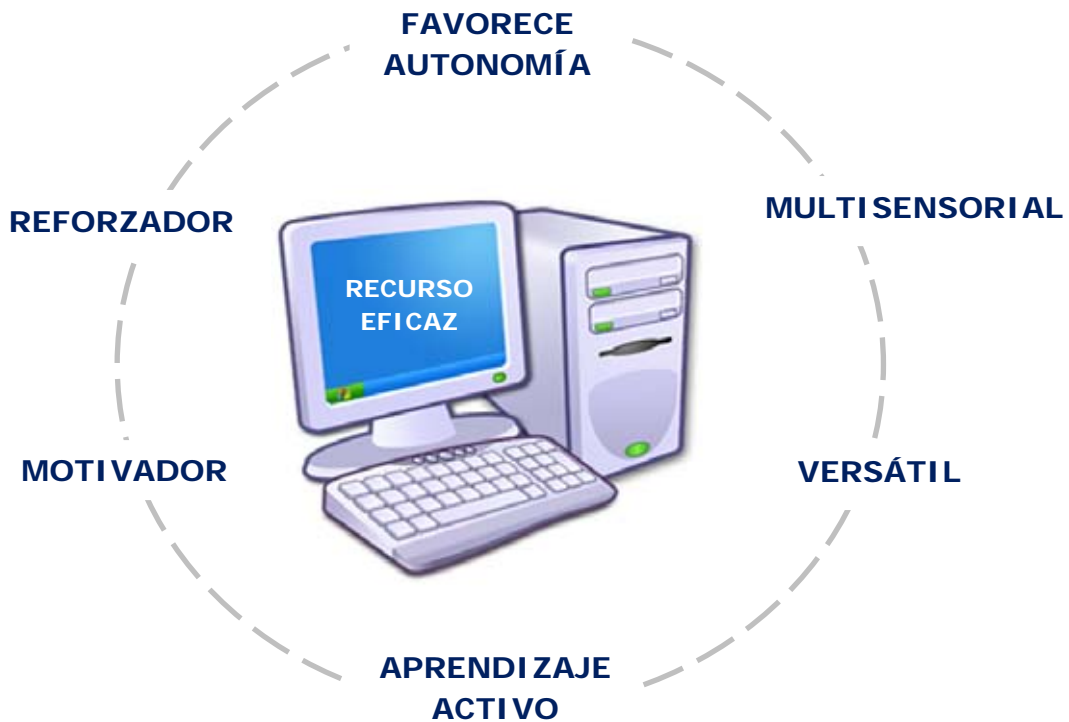 FAVORECE
AUTONOMÍA
REFORZADOR
MULTISENSORIAL
RECURSO
EFICAZ
MOTIVADOR
VERSÁTIL
APRENDIZAJE
ACTIVO